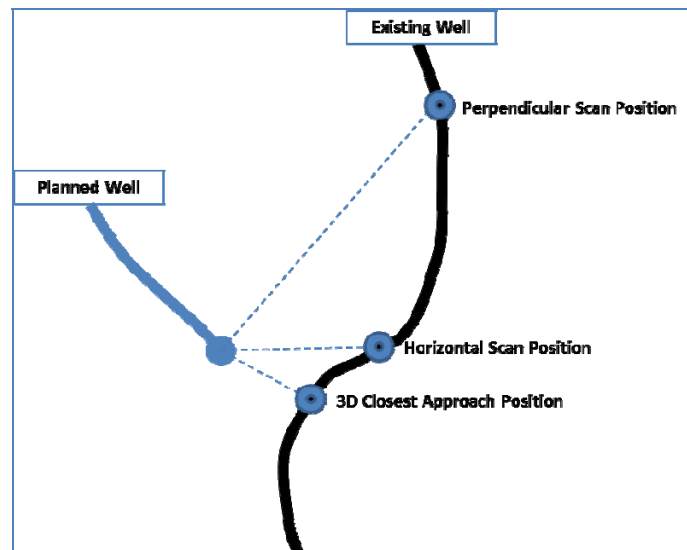 Existing Well
Perpendicular Scan Position
Planned Well
Horizontal Scan Position
3D Closest Approach Position